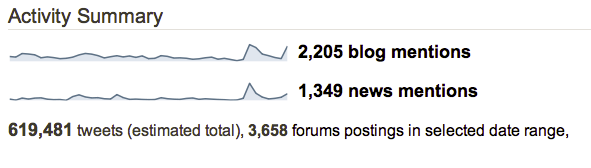 Activity Summary
2,205 blog mentions
1,349 news mentions
619,481 tweets (estimated total), 3,658 forums postings in selected date range,